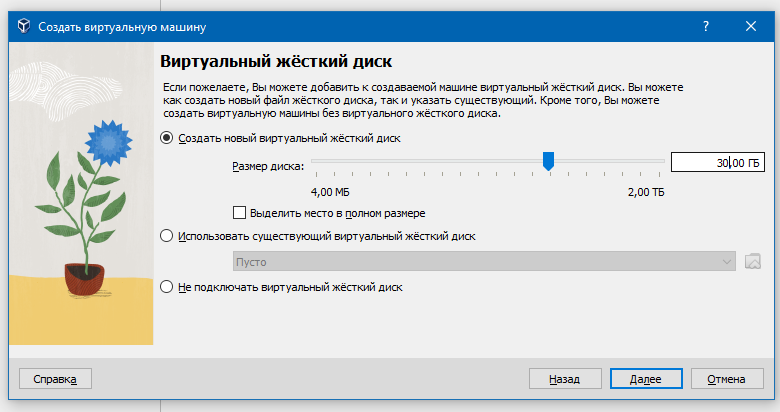 Создать виртуальную машину
?
Виртуальный жёсткий диск
Если пожелаете, Вы можете добавить к создаваемой машине виртуальный жёсткий диск. Вы можете
как создать новый файл жёсткого диска, так и указать существующий. Кроме того, Вы можете
создать виртуальную машины без виртуального жёсткого диска.
Создать новый виртуальный жёсткий диск
Размер диска:
30,00 ГБ
4,00 МБ
2,00 ТБ
Выделить место в полном размере
Использовать существующий виртуальный жёсткий диск
Пусто
Не подключать виртуальный жёсткий диск
Справка
Назад
Далее
Отмена